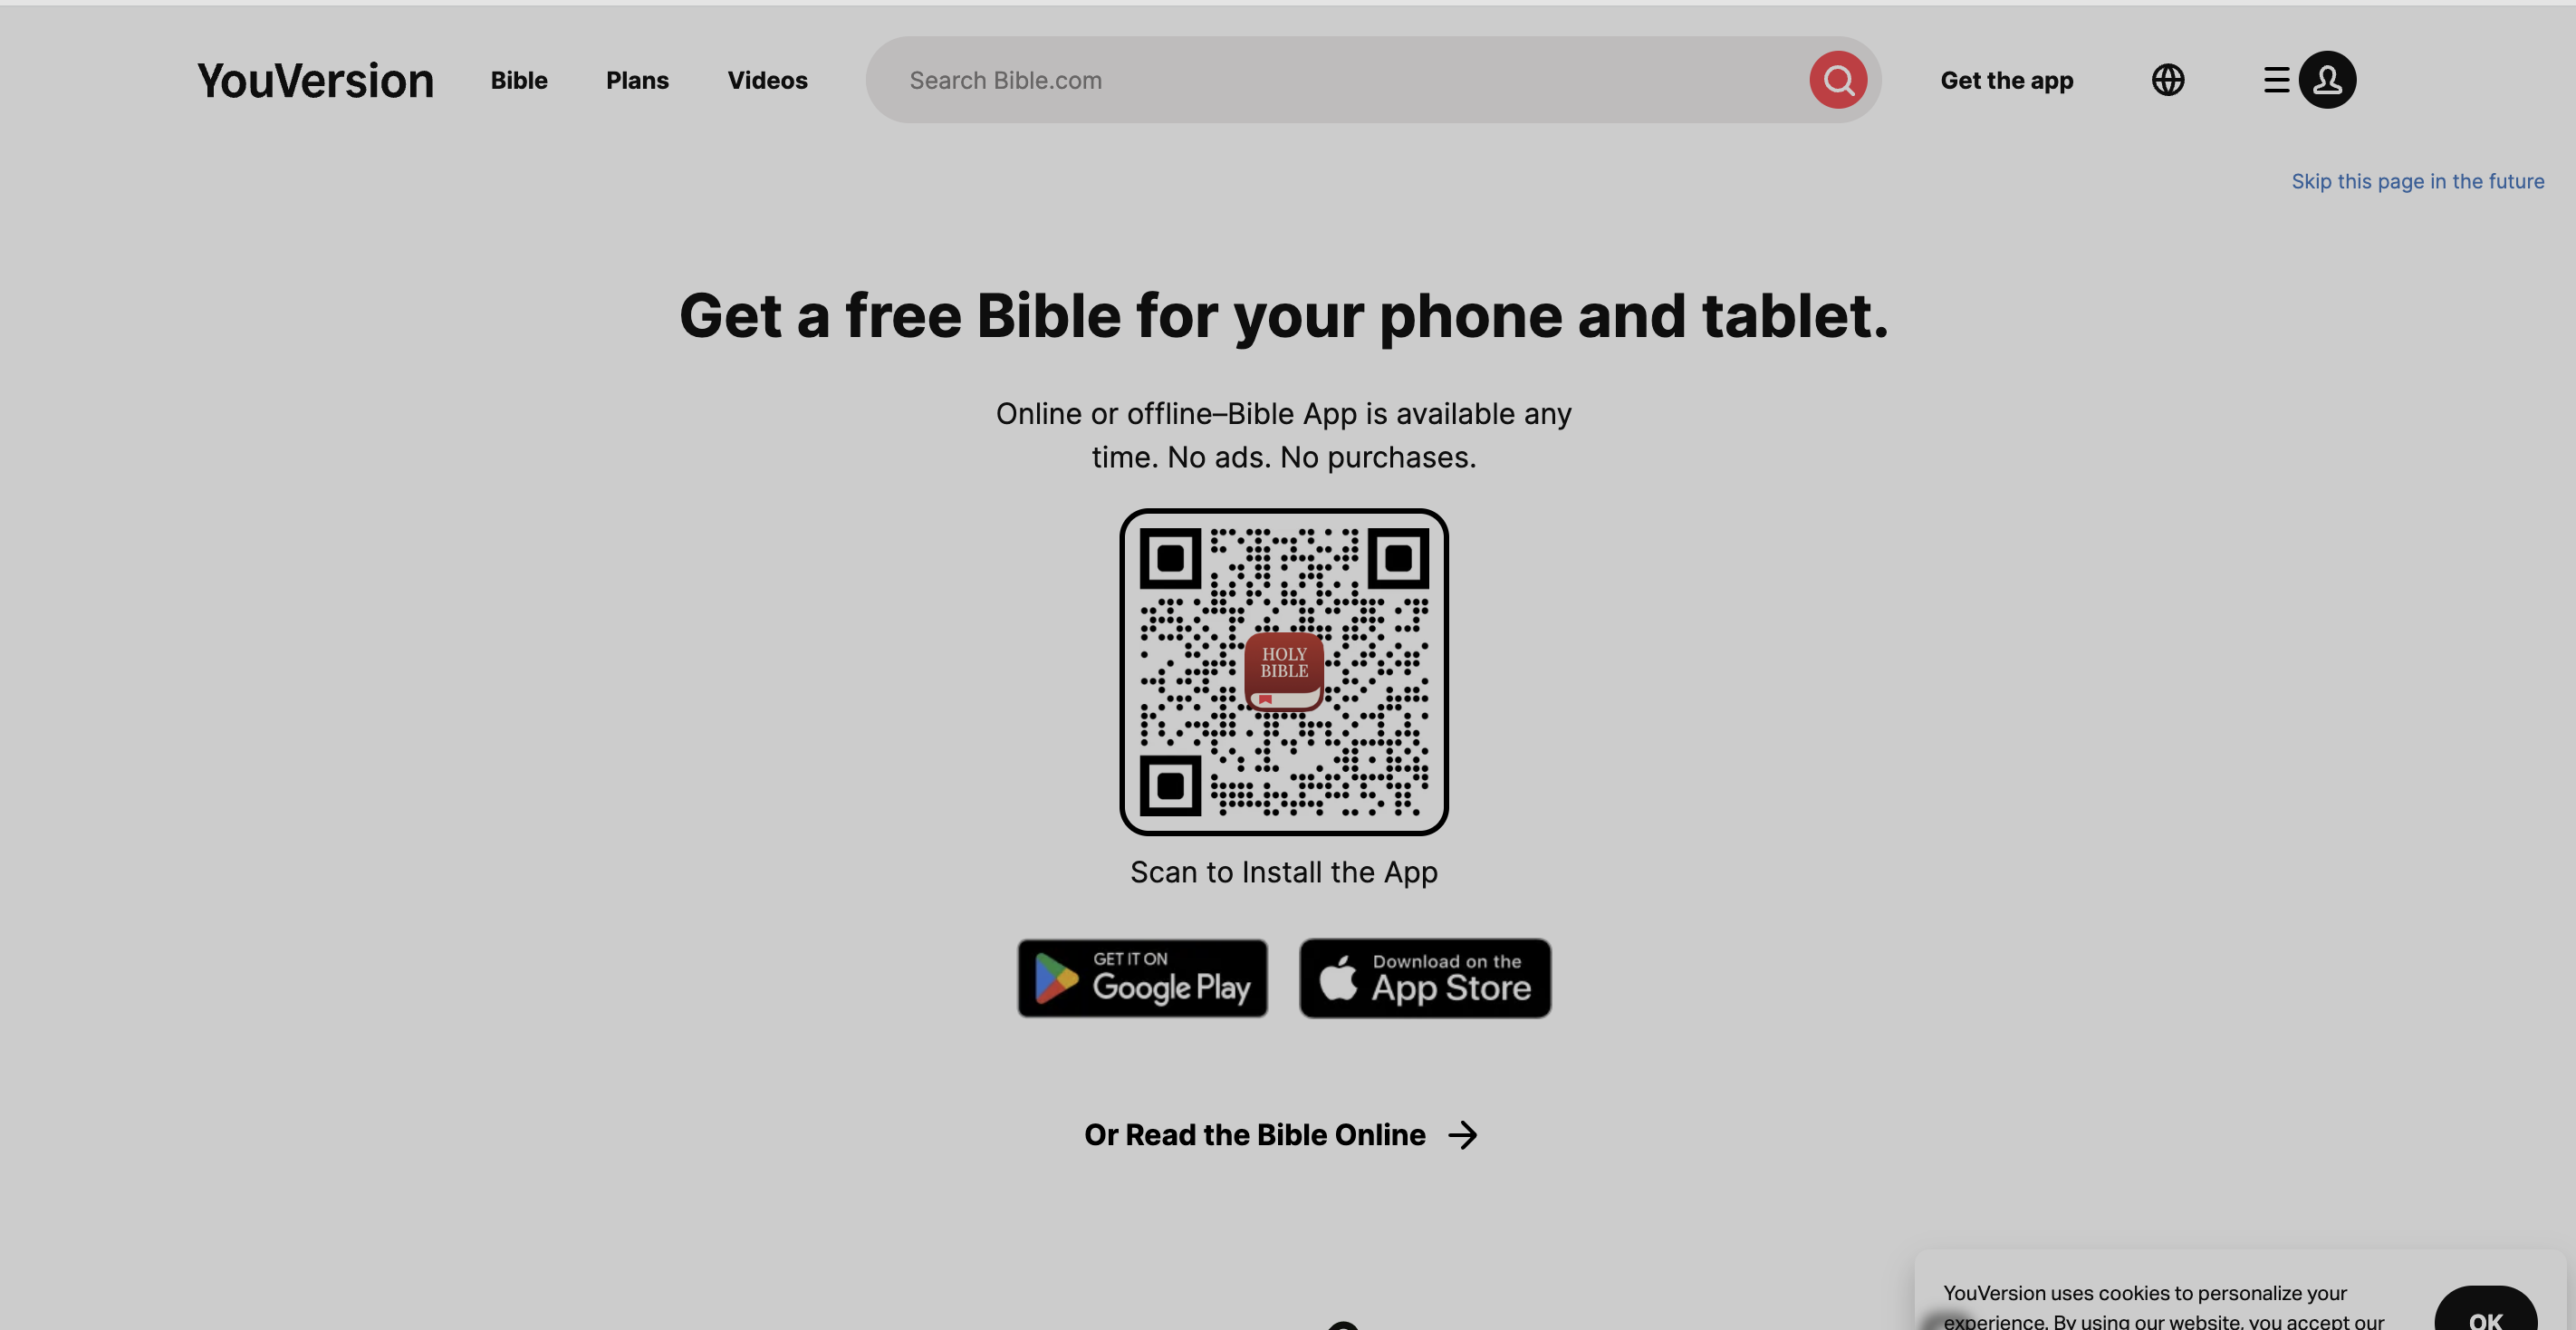 YouVersion
Bible
Plans
Videos
Search Bible.com
Get the app
Skip this page in the future
Get a free Bible for your phone and tablet.
Online or offline–Bible App is available any
time. No ads. No purchases.
HOLY
BIBLE
Scan to Install the App
GET IT ON
Google Play
Download on the
App Store
Or Read the Bible Online
YouVersion uses cookies to personalize your
experience. By using our website, you accept our
OK